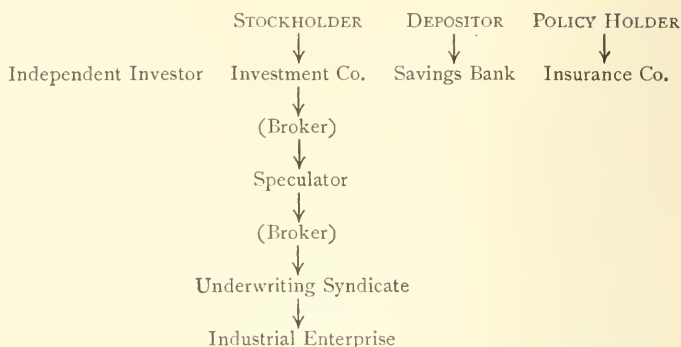 STOCKHOLDER DEPOSITOR POLICY HOLDER
Independent Investor Investment Co. Savings Bank Insurance Co.
(Broker)
Speculator
(Broker)
Underwriting Syndicate
Industrial Enterprise